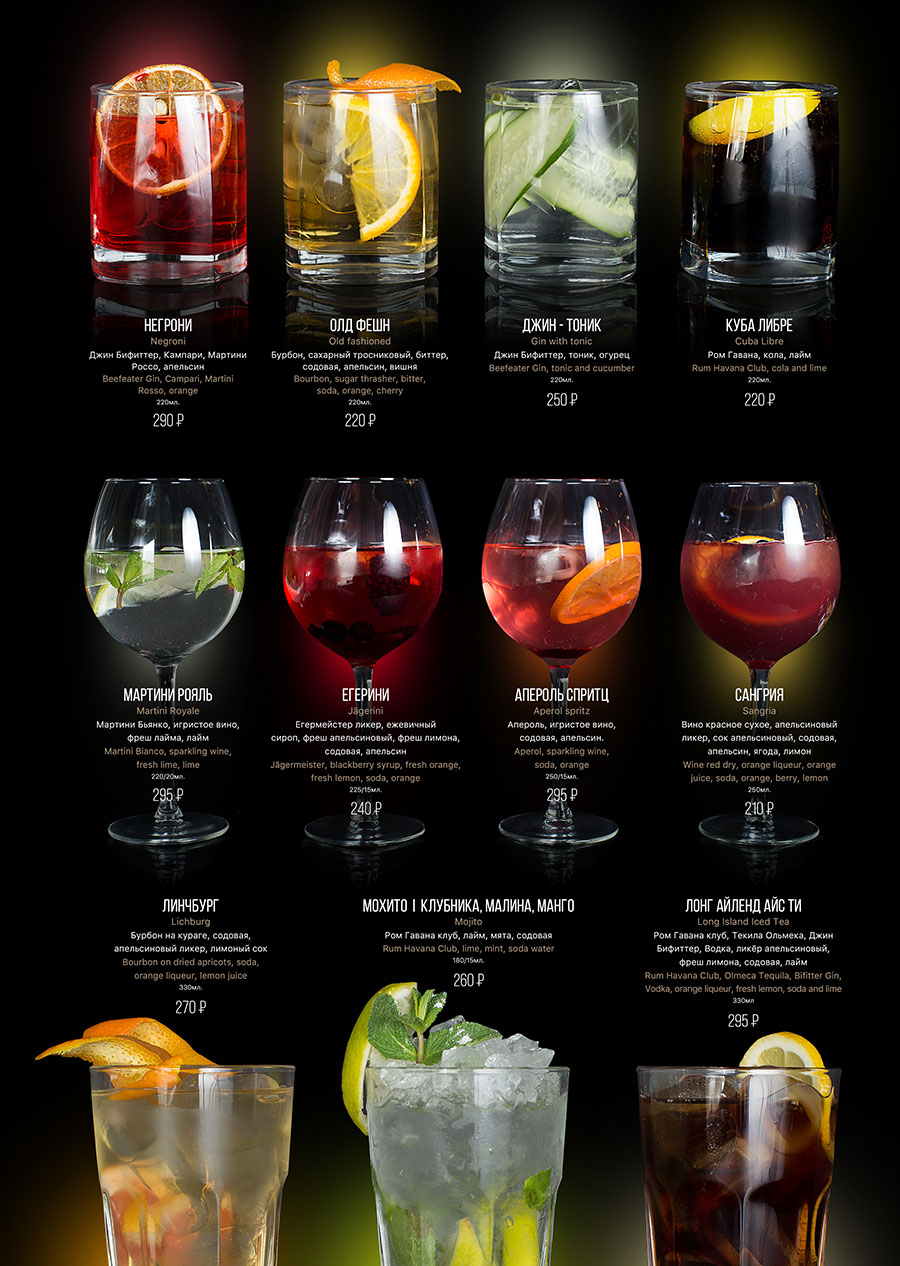 НЕГРОНИ
Negroni
Джин Бифиттер, Кампари, Мартини
Россо, апельсин
Beefeater Gin, Campari, Martini
Rosso, orange
220мл.
290 ₽
ОЛД ФЕШН
Old fashioned
Бурбон, сахарный тросниковый, биттер,
содовая, апельсин, вишня
Bourbon, sugar thrasher, bitter,
soda, orange, cherry
220мл.
220 ₽
ДЖИН - ТОНИК
Gin with tonic
Джин Бифиттер, тоник, огурец
Beefeater Gin, tonic and cucumber
220мл.
250 ₽
КУБА ЛИБРЕ
Cuba Libre
Ром Гавана, кола, лайм
Rum Havana Club, cola and lime
220мл.
220 ₽
МАРТИНИ РОЯЛЬ
Martini Royale
Мартини Бьянко, игристое вино,
фреш лайма, лайм
Martini Bianco, sparkling wine,
fresh lime, lime
220/20мл.
295 ₽
ЕГЕРИНИ
Jägerini
Егермейстер ликер, ежевичный
сироп, фреш апельсиновый, фреш лимона,
содовая, апельсин
Jägermeister, blackberry syrup, fresh orange,
fresh lemon, soda, orange
225/15мл.
240 ₽
АПЕРОЛЬ СПРИТЦ
Aperol spritz
Апероль, игристое вино,
содовая, апельсин.
Aperol, sparkling wine,
soda, orange
250/15мл.
295 ₽
САНГРИЯ
Sangria
Вино красное сухое, апельсиновый
ликер, сок апельсиновый, содовая,
апельсин, ягода, лимон
Wine red dry, orange liqueur, orange
juice, soda, orange, berry, lemon
250мл.
210 ₽
ЛИНЧБУРГ
Lichburg
Бурбон на кураге, содовая,
апельсиновый ликер, лимоный сок
Bourbon on dried apricots, soda,
orange liqueur, lemon juice
330мл.
270 ₽
МОХИТО I КЛУБНИКА, МАЛИНА, МАНГО
Mojito
Ром Гавана клуб, лайм, мята, содовая
Rum Havana Club, lime, mint, soda water
180/15мл.
260 ₽
ЛОНГ АЙЛЕНД АЙС ТИ
Long Island Iced Tea
Ром Гавана клуб, Текила Ольмека, Джин
Бифиттер, Водка, ликёр апельсиновый,
фреш лимона, содовая, лайм
Rum Havana Club, Olmeca Tequila, Bifitter Gin,
Vodka, orange liqueur, fresh lemon, soda and lime
330мл
295 ₽